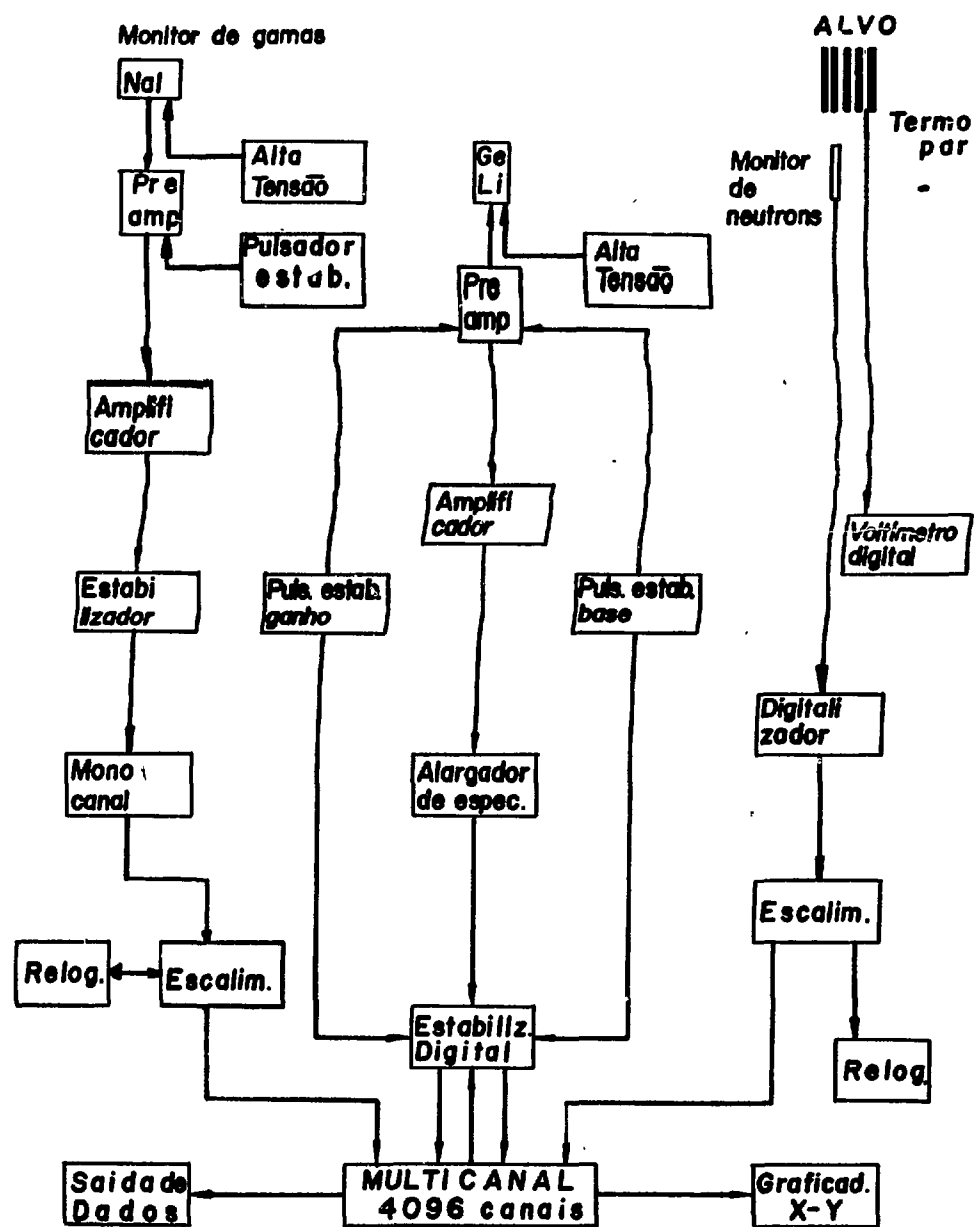 Monitor de gamas
NaI
Alta
Tensão
Pre
amp
Pulsador
estab.
Amplifi
cador
Estabi
lizador
Mono
canal
Relog.
Escalim.
Ge
Li
Alta
Tensão
Pre
amp
Amplifi
cador
Puls. estab.
ganho
Puls. estab.
base
Alargador
de espec.
Estabiliz.
Digital
ALVO
Termo
par
Monitor
de
neutrons
Voltímetro
digital
Digitali
zador
Escalim.
Relog.
Saida de
Dados
MULTICANAL
4096 canais
Graficad.
X-Y